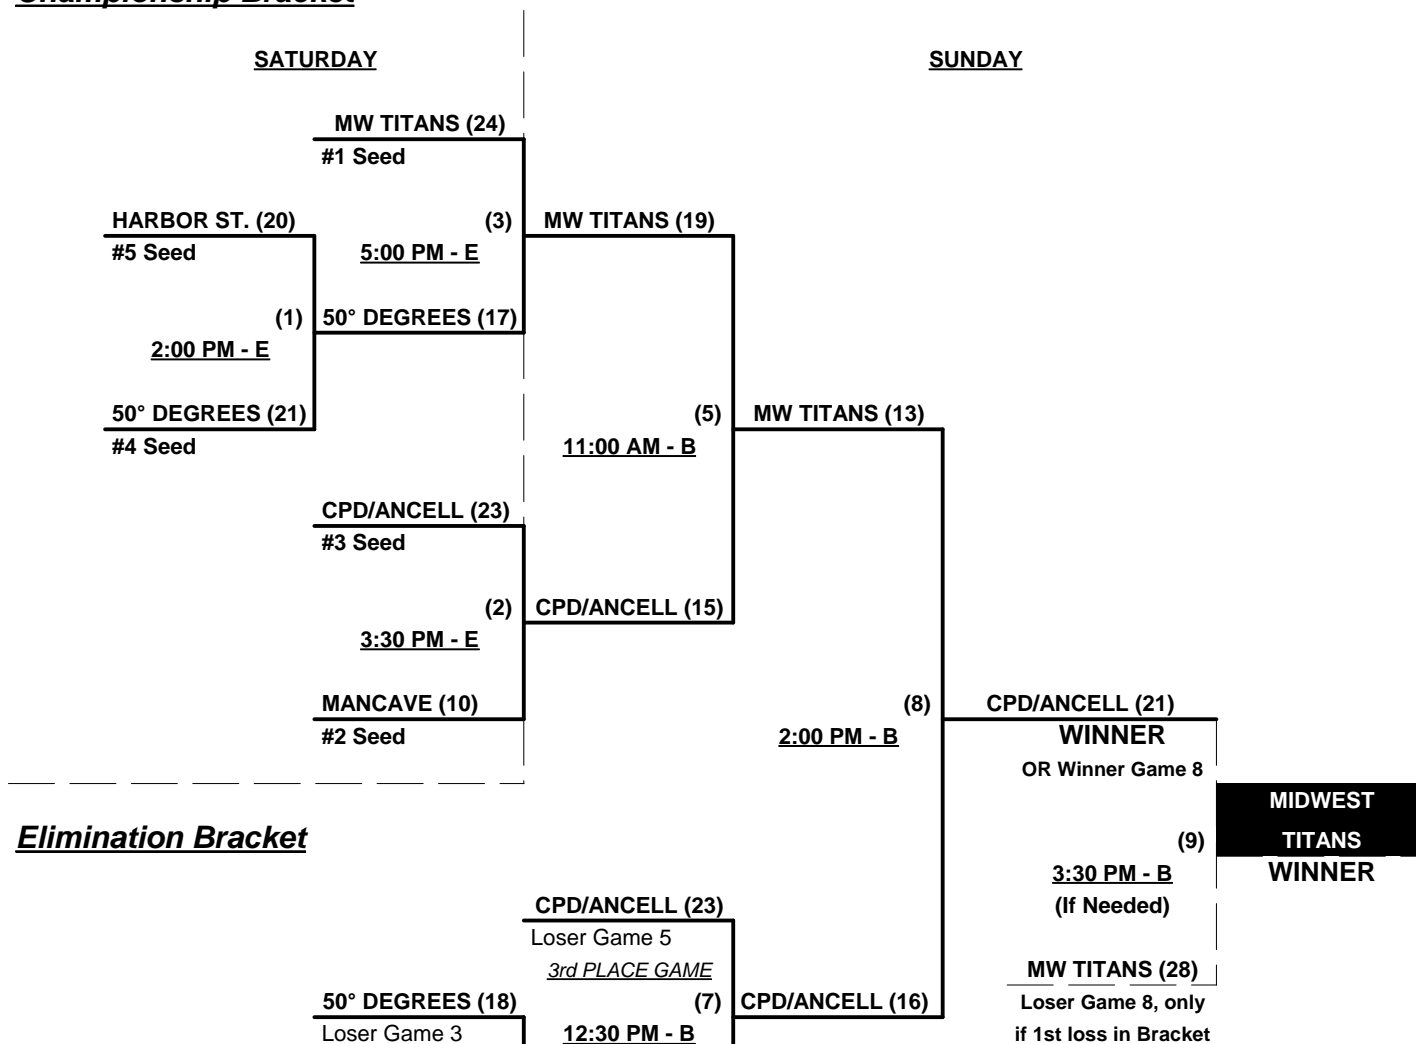 Championship Bracket
SATURDAY
SUNDAY
MW TITANS (24)
#1 Seed
HARBOR ST. (20)
(3)
MW TITANS (19)
#5 Seed
5:00 PM - E
(1)
50° DEGREES (17)
2:00 PM - E
50° DEGREES (21)
(5)
MW TITANS (13)
#4 Seed
11:00 AM - B
CPD/ANCELL (23)
#3 Seed
(2)
CPD/ANCELL (15)
3:30 PM - E
MANCAVE (10)
(8)
CPD/ANCELL (21)
#2 Seed
2:00 PM - B
WINNER
OR Winner Game 8
MIDWEST
Elimination Bracket
(9)
TITANS
3:30 PM - B
WINNER
CPD/ANCELL (23)
(If Needed)
Loser Game 5
3rd PLACE GAME
MW TITANS (28)
50° DEGREES (18)
(7)
CPD/ANCELL (16)
Loser Game 8, only
Loser Game 3
12:30 PM - B
if 1st loss in Bracket